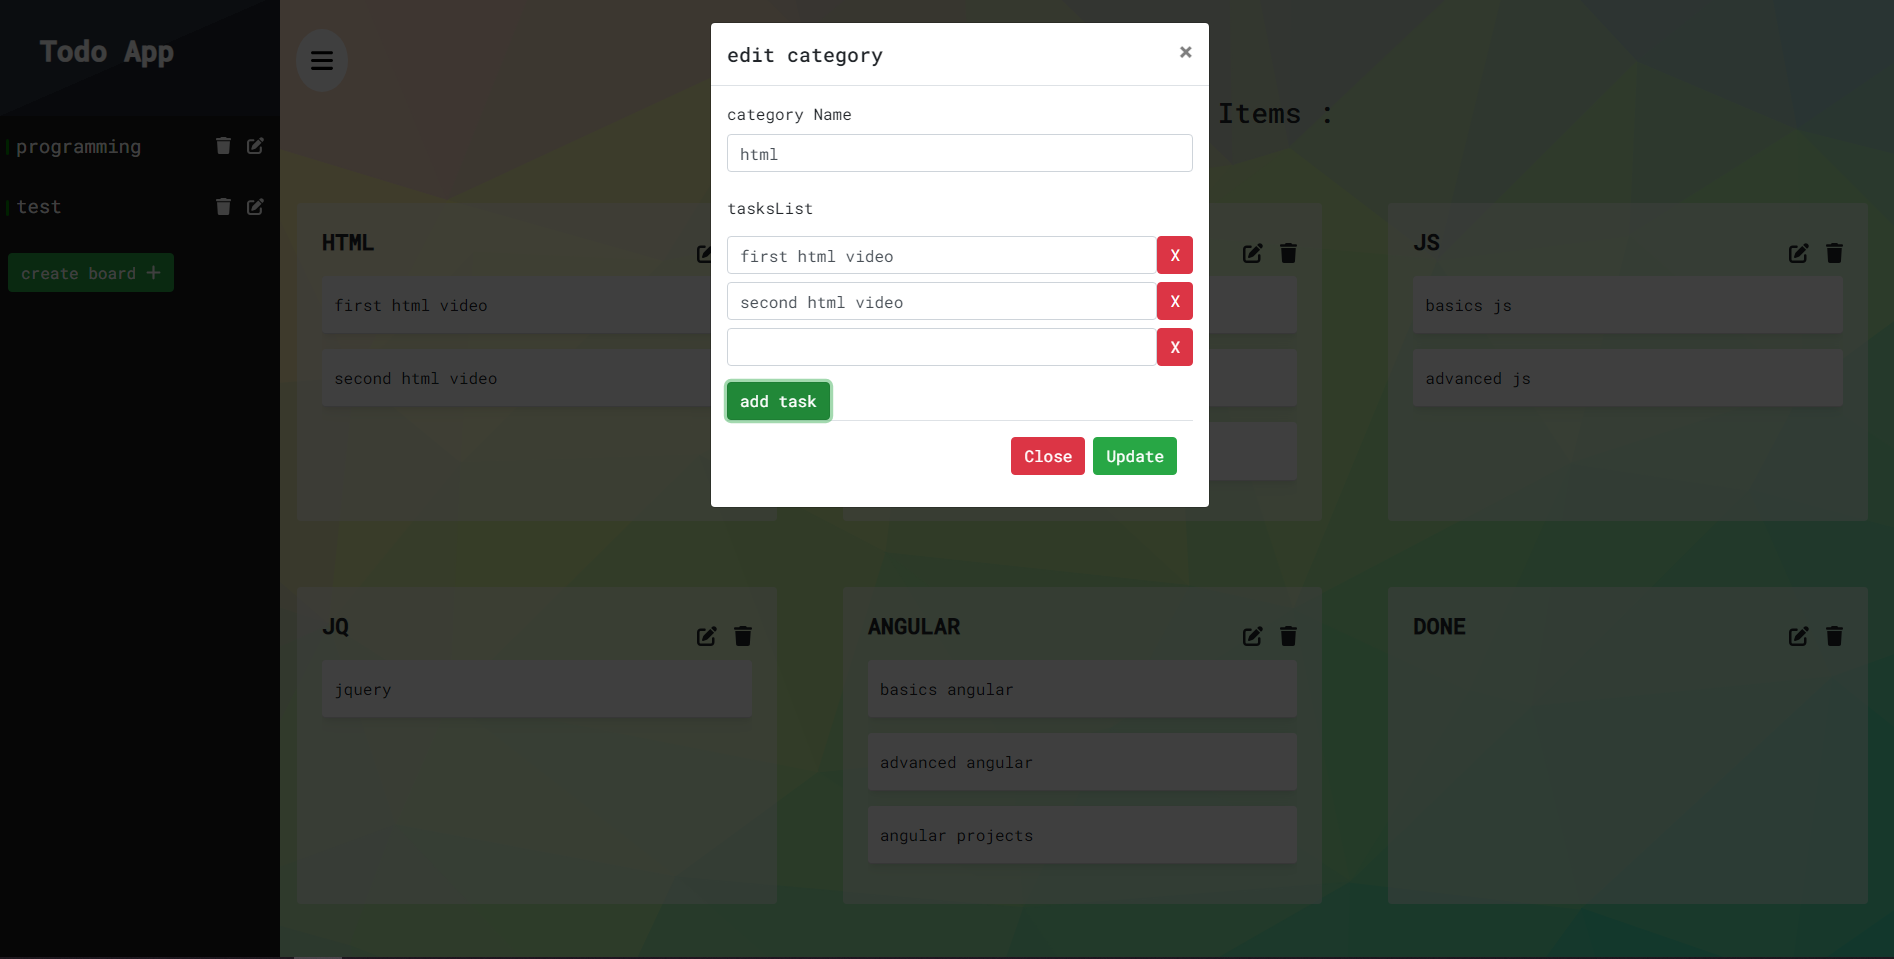 Todo App
programming
test
create board +
Items :
edit category
×
category Name
html
tasksList
first html video
X
second html video
X
X
add task
Close
Update
HTML
first html video
second html video
JS
basics js
advanced js
JQ
jquery
ANGULAR
basics angular
advanced angular
angular projects
DONE